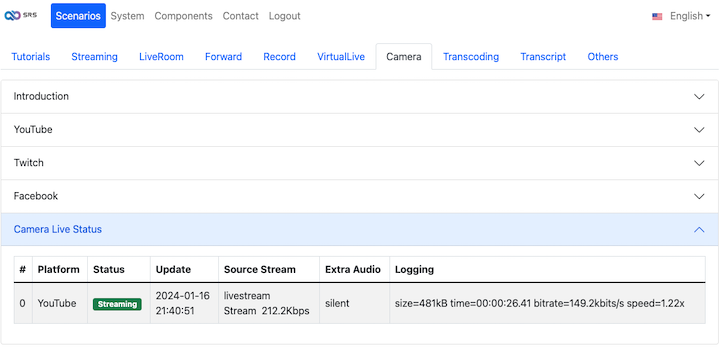 SRS Scenarios System Components Contact Logout English
Tutorials Streaming LiveRoom Forward Record VirtualLive Camera Transcoding Transcript Others
Introduction
YouTube
Twitch
Facebook
Camera Live Status
# Platform Status Update Source Stream Extra Audio Logging
0 YouTube Streaming 2024-01-16 21:40:51 livestream Stream 212.2Kbps silent size=481kB time=00:00:26.41 bitrate=149.2kbits/s speed=1.22x